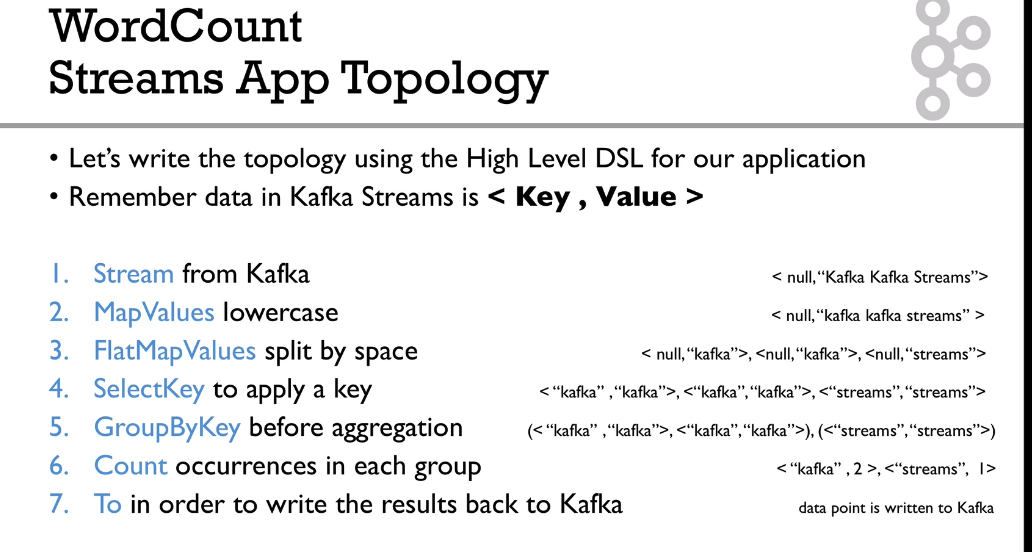 WordCount
Streams App Topology
• Let's write the topology using the High Level DSL for our application
• Remember data in Kafka Streams is < Key , Value >
1. Stream from Kafka < null,“Kafka Kafka Streams”>
2. MapValues lowercase < null,“kafka kafka streams” >
3. FlatMapValues split by space < null,“kafka”>, <null,“kafka”>, <null,“streams”>
4. SelectKey to apply a key < “kafka” ,“kafka”>, <“kafka”,“kafka”>, <“streams”,“streams”>
5. GroupByKey before aggregation (< “kafka” ,“kafka”>, <“kafka”,“kafka”>), (<“streams”,“streams”>)
6. Count occurrences in each group < “kafka” , 2 >, <“streams”, 1>
7. To in order to write the results back to Kafka data point is written to Kafka